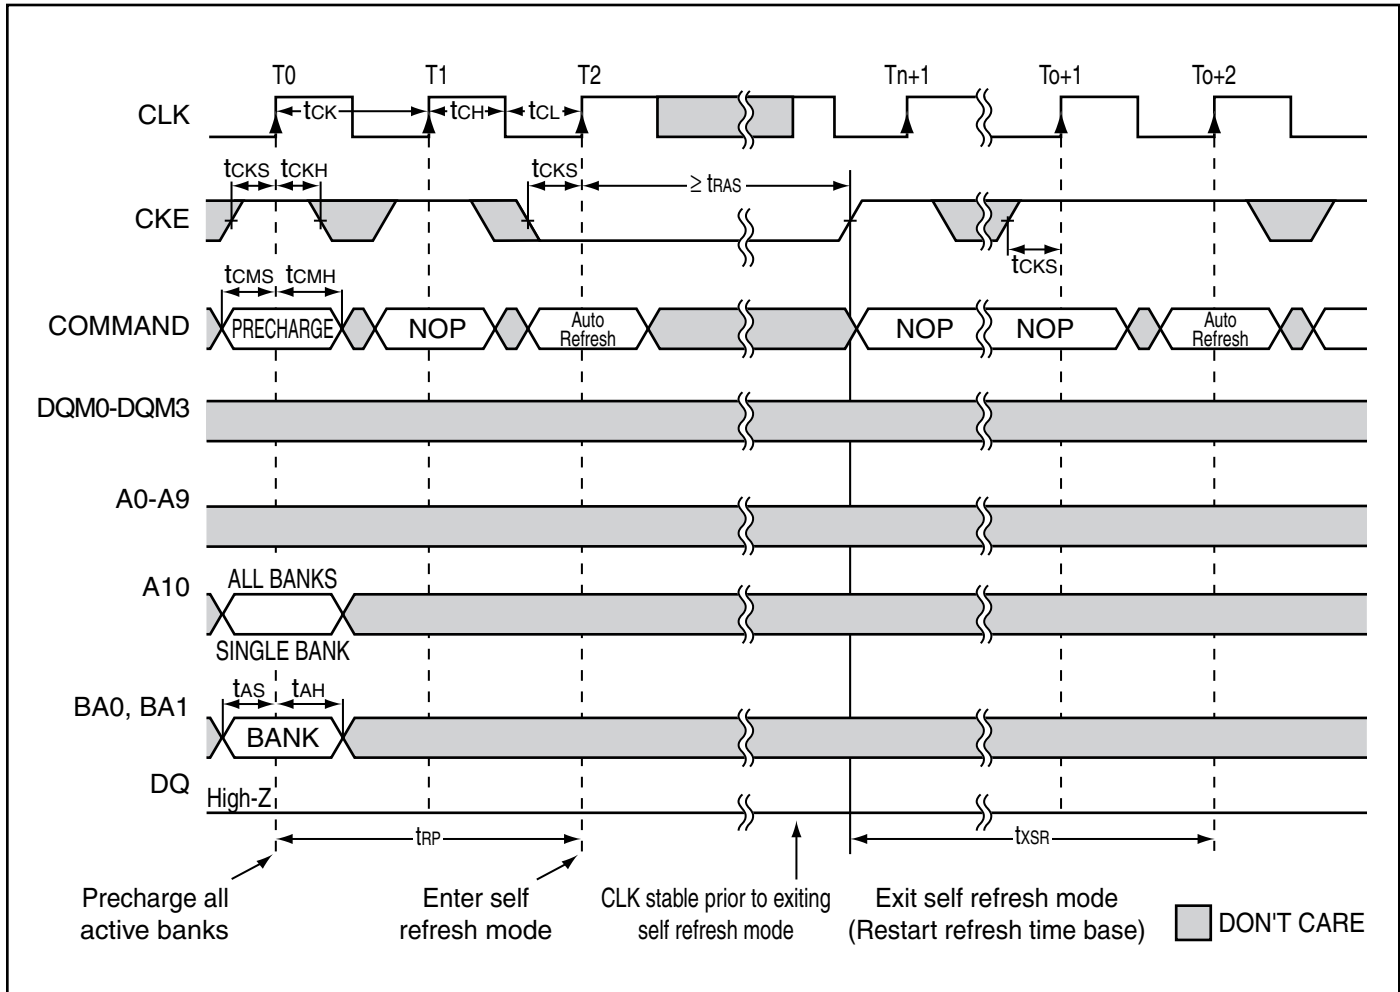 T0 T1 T2 Tn+1 To+1 To+2
CLK tCK tCH tCL
tCKS tCKH tCKS ≥ tRAS
CKE
tCKS
tCMS tCMH
COMMAND PRECHARGE NOP Auto Refresh NOP NOP Auto Refresh
DQM0-DQM3
A0-A9
A10 ALL BANKS
SINGLE BANK
tAS tAH
BA0, BA1 BANK
DQ High-Z
tRP tXSR
Precharge all
active banks
Enter self
refresh mode
CLK stable prior to exiting
self refresh mode
Exit self refresh mode
(Restart refresh time base)
DON'T CARE